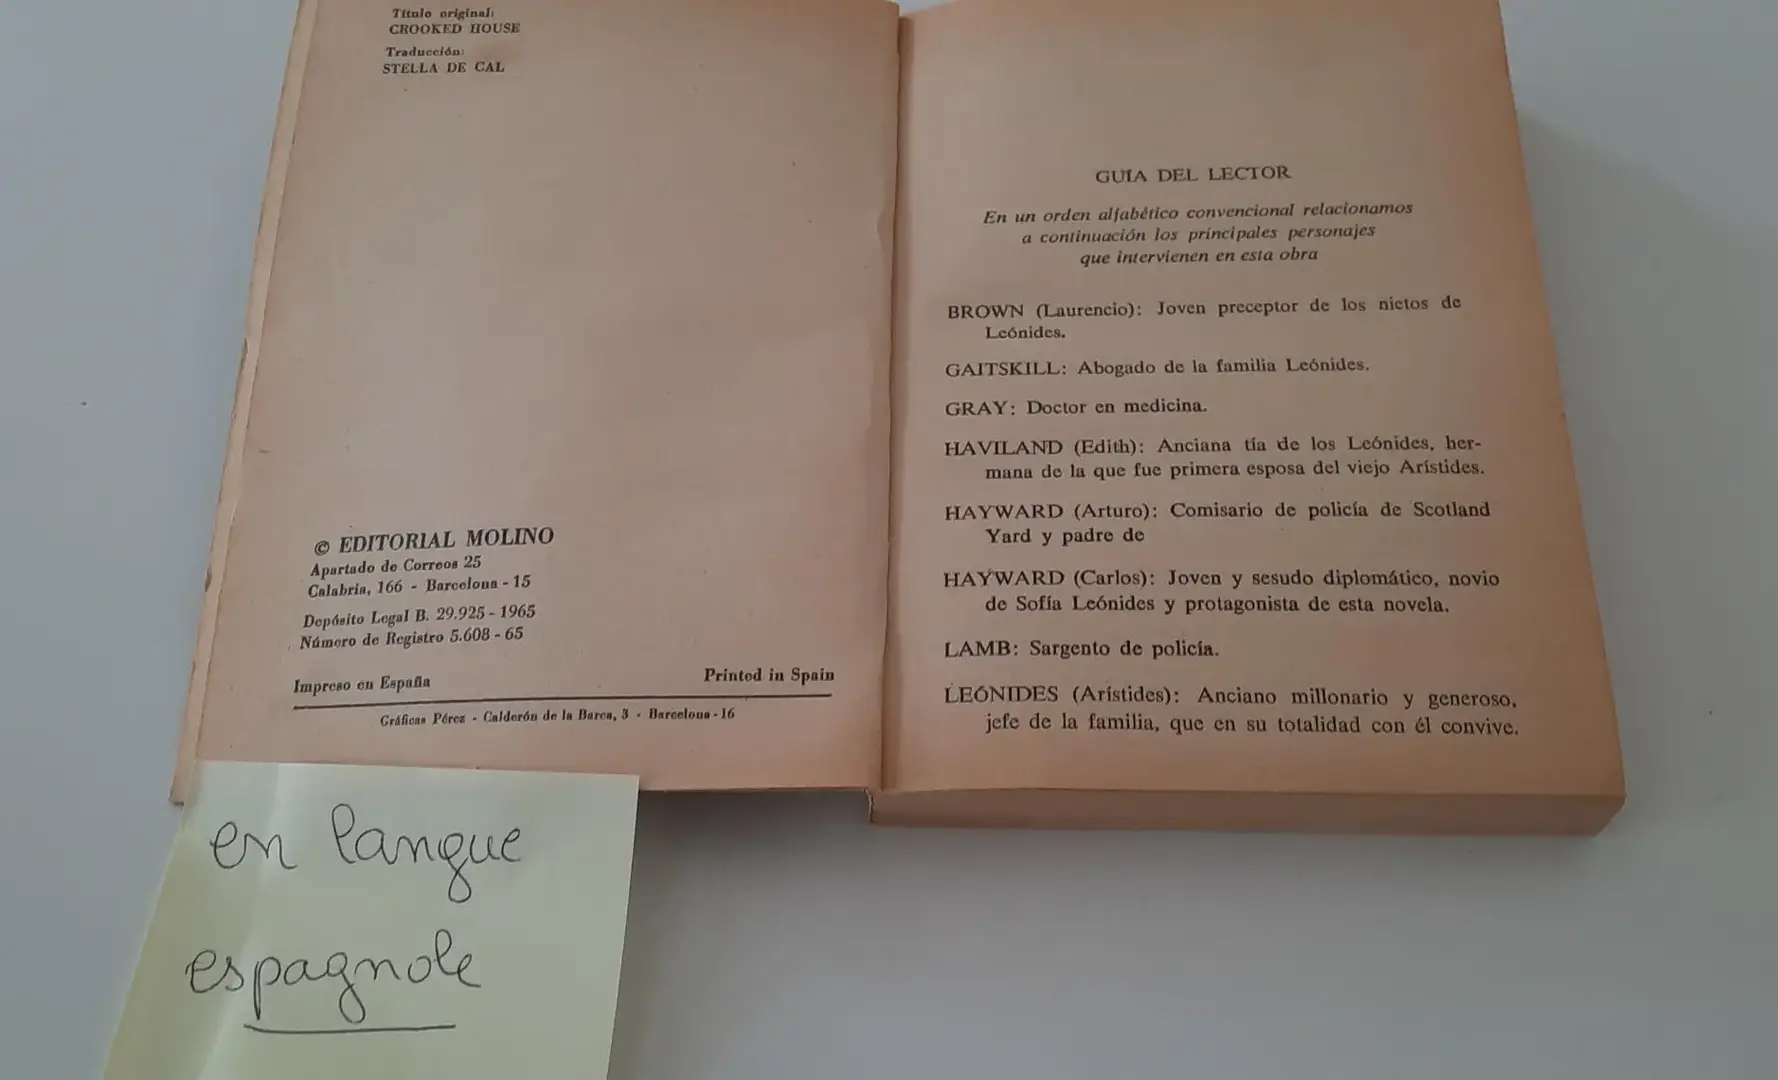 Título original:
CROOKED HOUSE
Traducción:
STELLA DE CAL
© EDITORIAL MOLINO
Apartado de Correos 25
Calabria, 166 - Barcelona - 15
Depósito Legal B. 29.925 - 1965
Número de Registro 5.608 - 65
Impreso en España
Printed in Spain
Gráficas Pérez - Calderón de la Barca, 3 - Barcelona - 16
GUÍA DEL LECTOR
En un orden alfabético convencional relacionamos
a continuación los principales personajes
que intervienen en esta obra
BROWN (Laurencio): Joven preceptor de los nietos de
Leónides.
GAITSKILL: Abogado de la familia Leónides.
GRAY: Doctor en medicina.
HAVILAND (Edith): Anciana tía de los Leónides, her-
mana de la que fue primera esposa del viejo Arístides.
HAYWARD (Arturo): Comisario de policía de Scotland
Yard y padre de
HAYWARD (Carlos): Joven y sesudo diplomático, novio
de Sofía Leónides y protagonista de esta novela.
LAMB: Sargento de policía.
LEÓNIDES (Arístides): Anciano millonario y generoso,
jefe de la familia, que en su totalidad con él convive.
en langue
espagnole